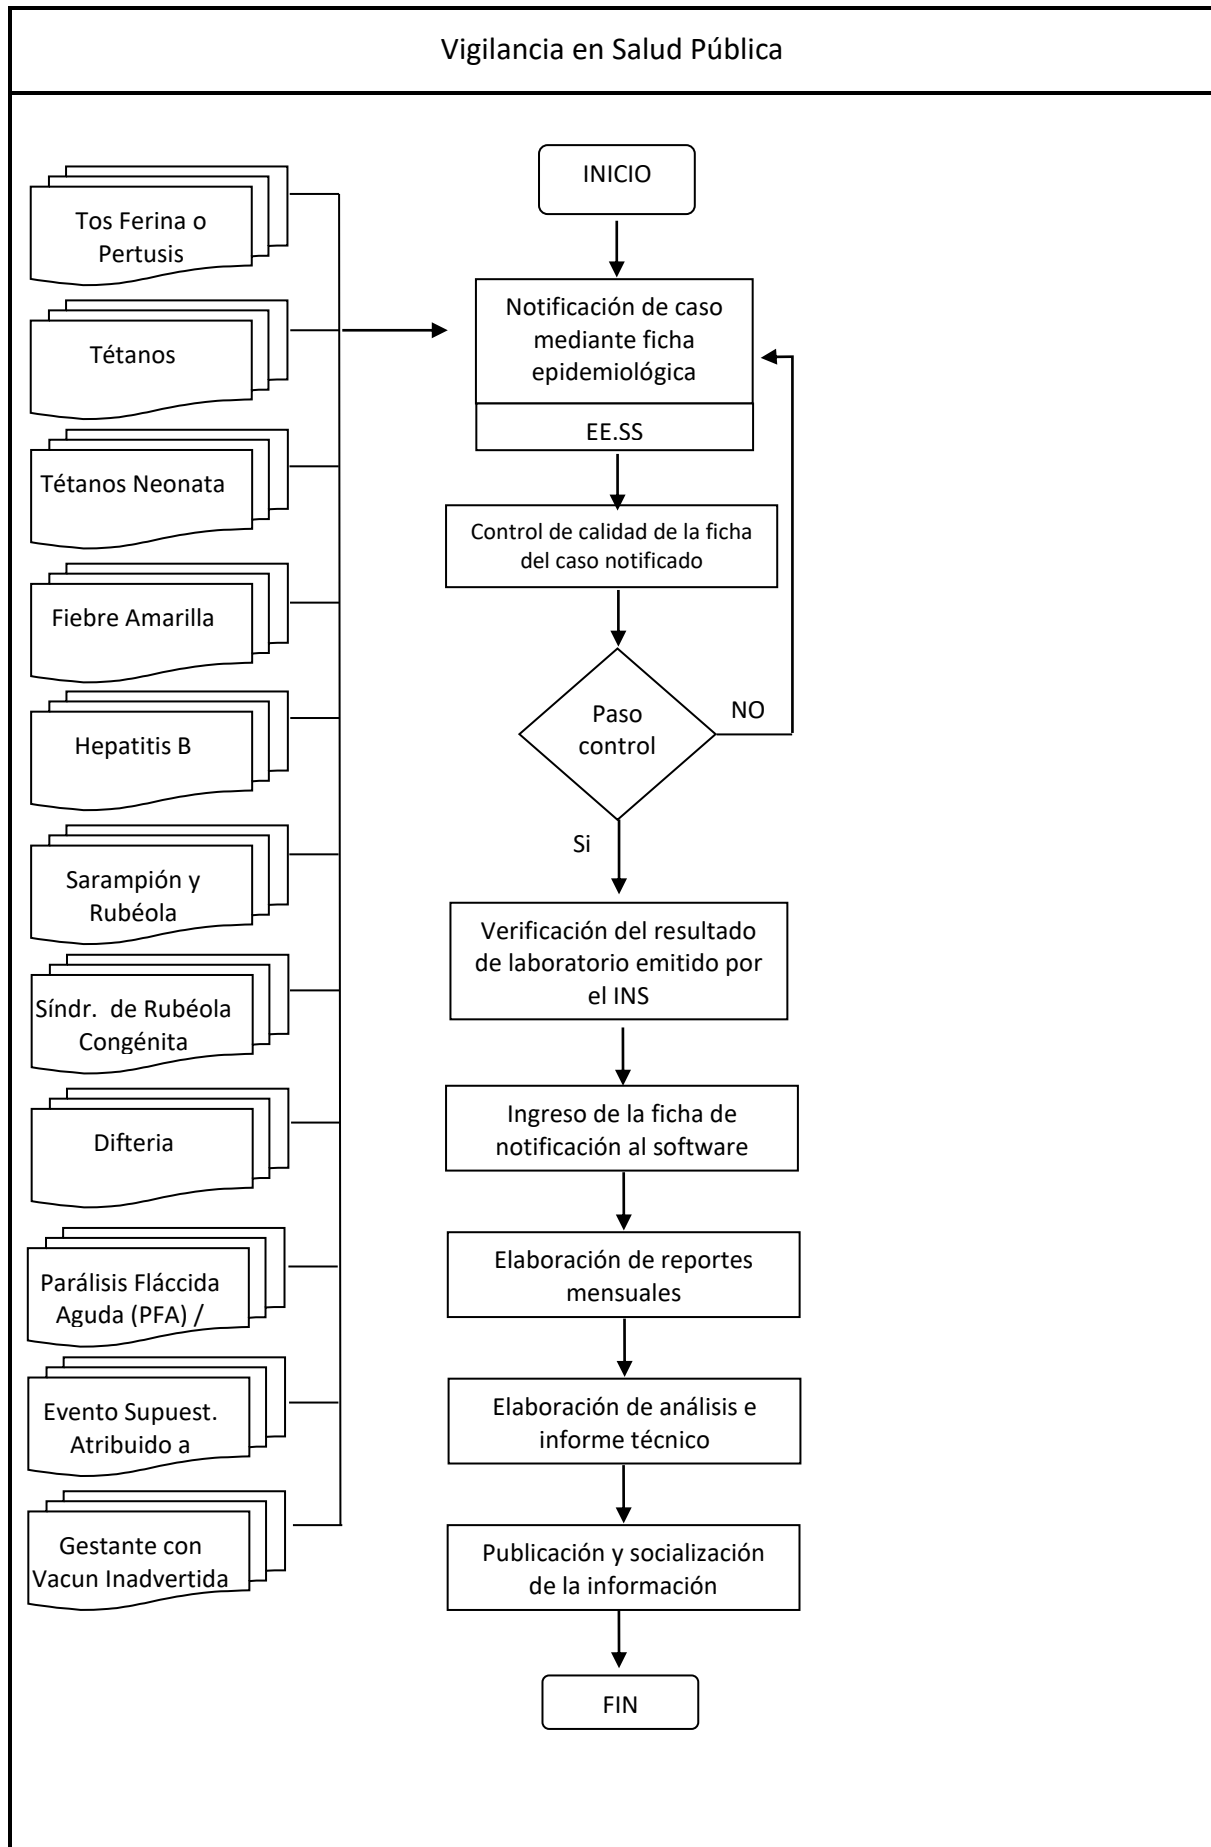 Vigilancia en Salud Pública
Tos Ferina o
Pertusis
Tétanos
Tétanos Neonata
Fiebre Amarilla
Hepatitis B
Sarampión y
Rubéola
Síndr. de Rubéola
Congénita
Difteria
Parálisis Fláccida
Aguda (PFA) /
Evento Supuest.
Atribuido a
Gestante con
Vacun Inadvertida
INICIO
Notificación de caso
mediante ficha
epidemiológica
EE.SS
Control de calidad de la ficha
del caso notificado
Paso
control
NO
Si
Verificación del resultado
de laboratorio emitido por
el INS
Ingreso de la ficha de
notificación al software
Elaboración de reportes
mensuales
Elaboración de análisis e
informe técnico
Publicación y socialización
de la información
FIN